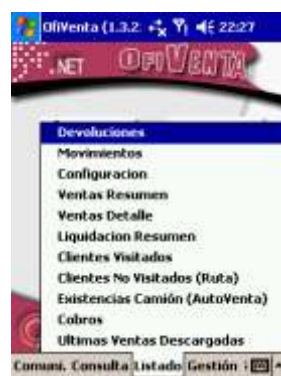 OfiVenta (1.3.2 22:27
.NET OFIVENTA
Devoluciones
Movimientos
Configuracion
Ventas Resumen
Ventas Detalle
Liquidacion Resumen
Clientes Visitados
Clientes No Visitados (Ruta)
Existencias Camión (AutoVenta)
Cobros
Ultimas Ventas Descargadas
Comuni. Consulta Listado Gestión